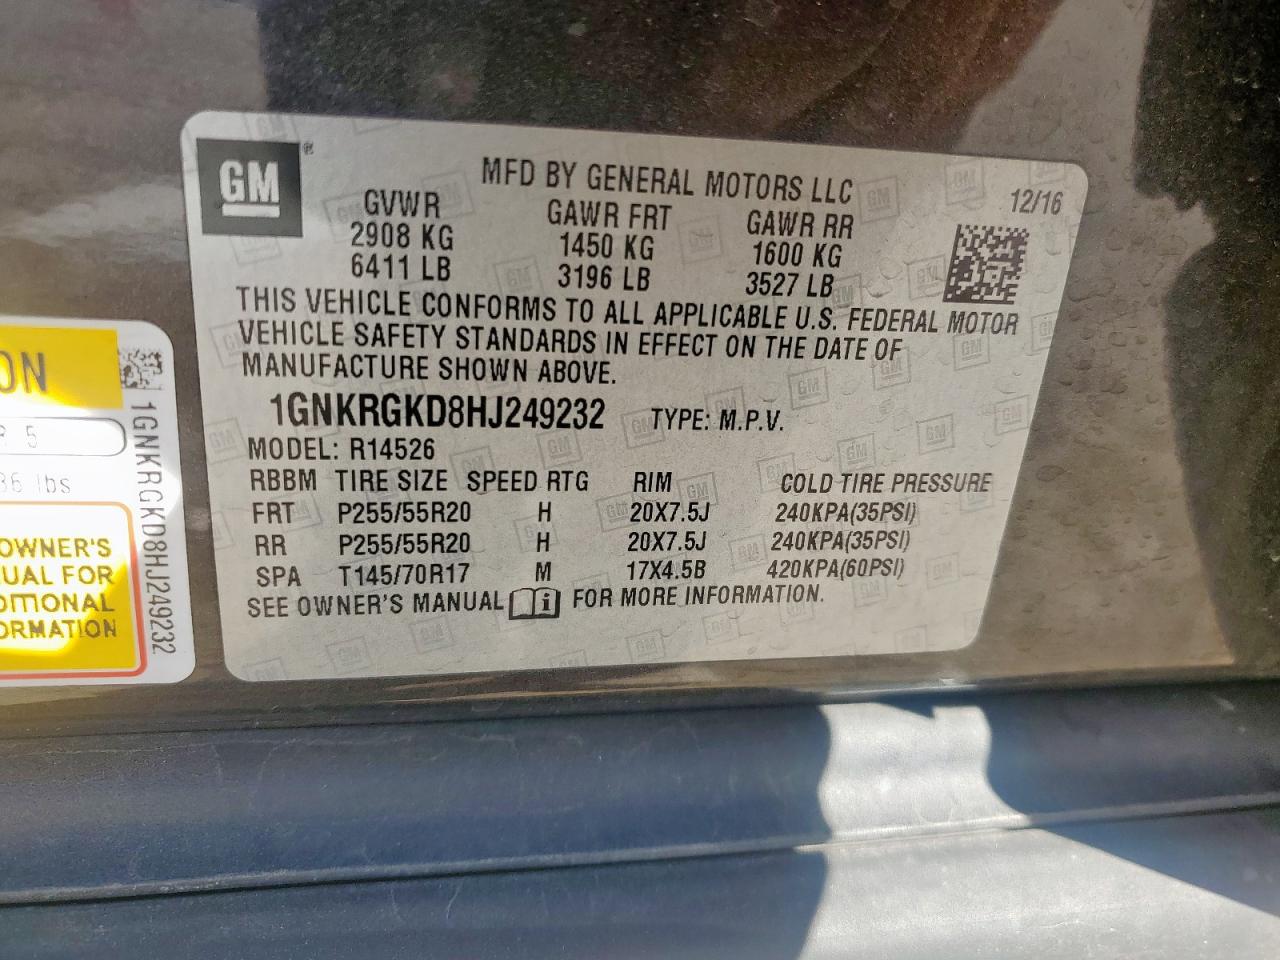 GM
MFD BY GENERAL MOTORS LLC
12/16
GVWR GAWR FRT GAWR RR
2908 KG 1450 KG 1600 KG
6411 LB 3196 LB 3527 LB
THIS VEHICLE CONFORMS TO ALL APPLICABLE U.S. FEDERAL MOTOR
VEHICLE SAFETY STANDARDS IN EFFECT ON THE DATE OF
MANUFACTURE SHOWN ABOVE.
1GNKRGKD8HJ249232 TYPE: M.P.V.
MODEL: R14526
RBBM TIRE SIZE SPEED RTG RIM COLD TIRE PRESSURE
FRT P255/55R20 H 20X7.5J 240KPA(35PSI)
RR P255/55R20 H 20X7.5J 240KPA(35PSI)
SPA T145/70R17 M 17X4.5B 420KPA(60PSI)
SEE OWNER'S MANUAL FOR MORE INFORMATION.
ON
5
lbs
OWNER'S
UAL FOR
DITIONAL
ORMATION
1GNKRGKD8HJ249232